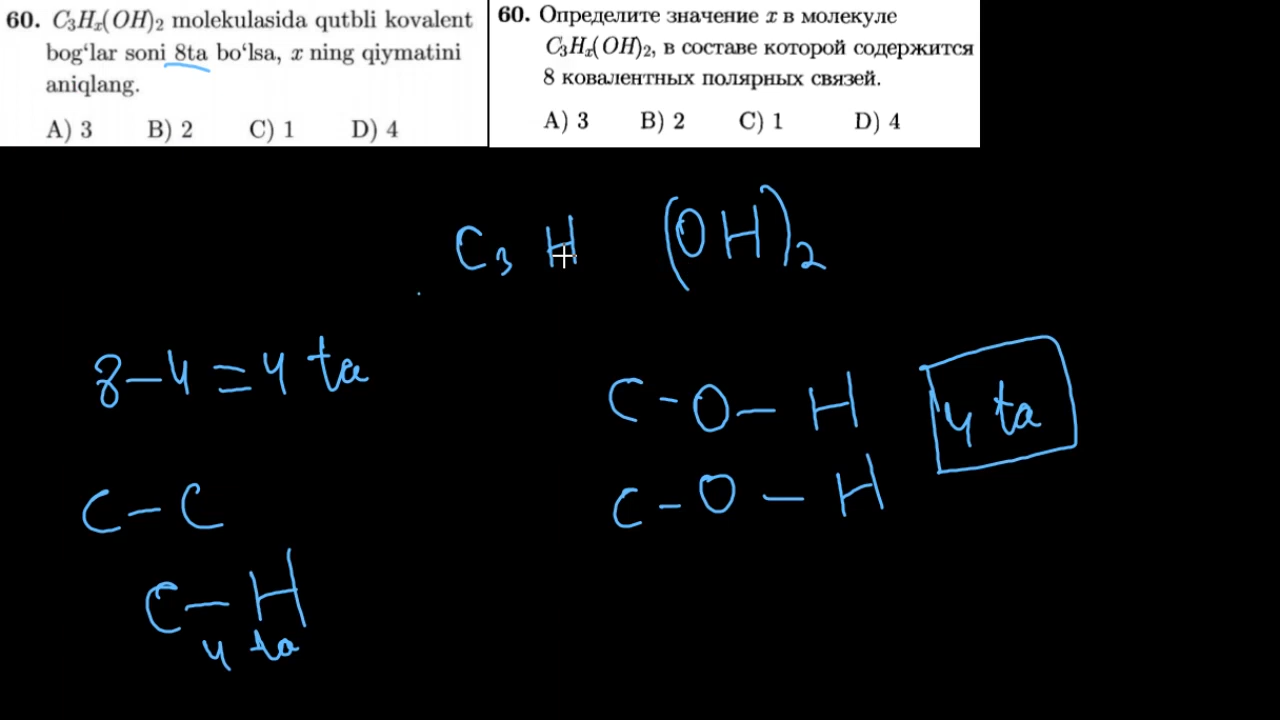 60. C₃Hₓ(OH)₂ molekulasida qutbli kovalent
bog‘lar soni 8ta bo‘lsa, x ning qiymatini
aniqlang.
A) 3 B) 2 C) 1 D) 4
60. Определите значение x в молекуле
C₃Hₓ(OH)₂, в составе которой содержится
8 ковалентных полярных связей.
A) 3 B) 2 C) 1 D) 4
C₃ H (OH)₂
8-4=4 ta
C-O-H
4 ta
C-O-H
C-C
C-H
4 ta